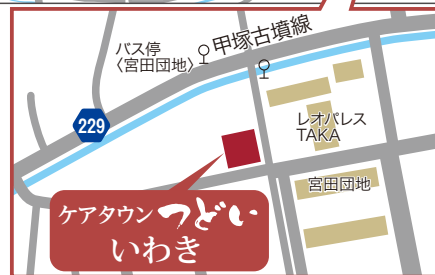 バス停
〈宮田団地〉
甲塚古墳線
229
レオパレス
TAKA
宮田団地
ケアタウン つどい
いわき